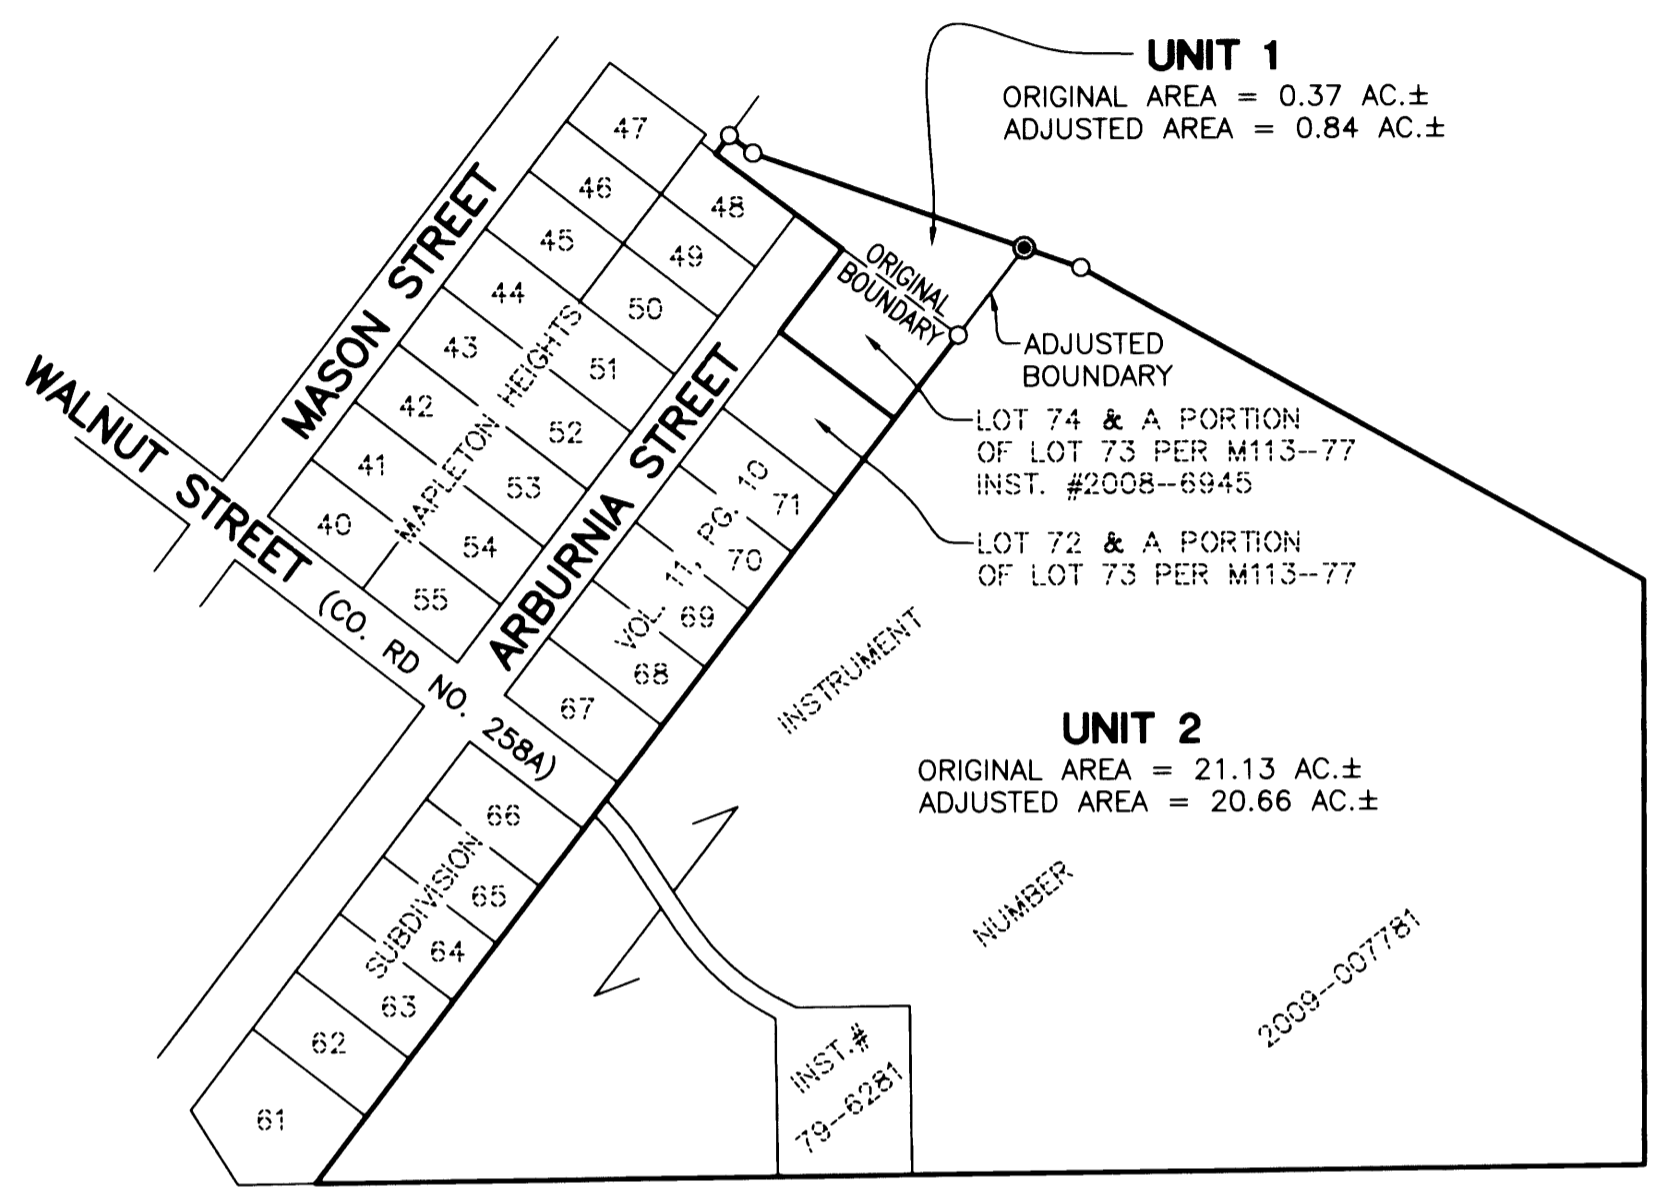 UNIT 1
ORIGINAL AREA = 0.37 AC.±
ADJUSTED AREA = 0.84 AC.±
47
46
48
45
49
44
50
43
51
42
52
41
53
40
54
55
MASON STREET
MAPLETON HEIGHTS
WALNUT STREET (CO. RD NO. 258A)
ARBURNIA STREET
ORIGINAL
BOUNDARY
ADJUSTED
BOUNDARY
LOT 74 & A PORTION
OF LOT 73 PER M113--77
INST. #2008--6945
LOT 72 & A PORTION
OF LOT 73 PER M113--77
VOL. 11, PG. 10
71
70
69
68
67
66
65
64
63
62
61
SUBDIVISION
INSTRUMENT
NUMBER
2009--007781
UNIT 2
ORIGINAL AREA = 21.13 AC.±
ADJUSTED AREA = 20.66 AC.±
INST.#
79--6281